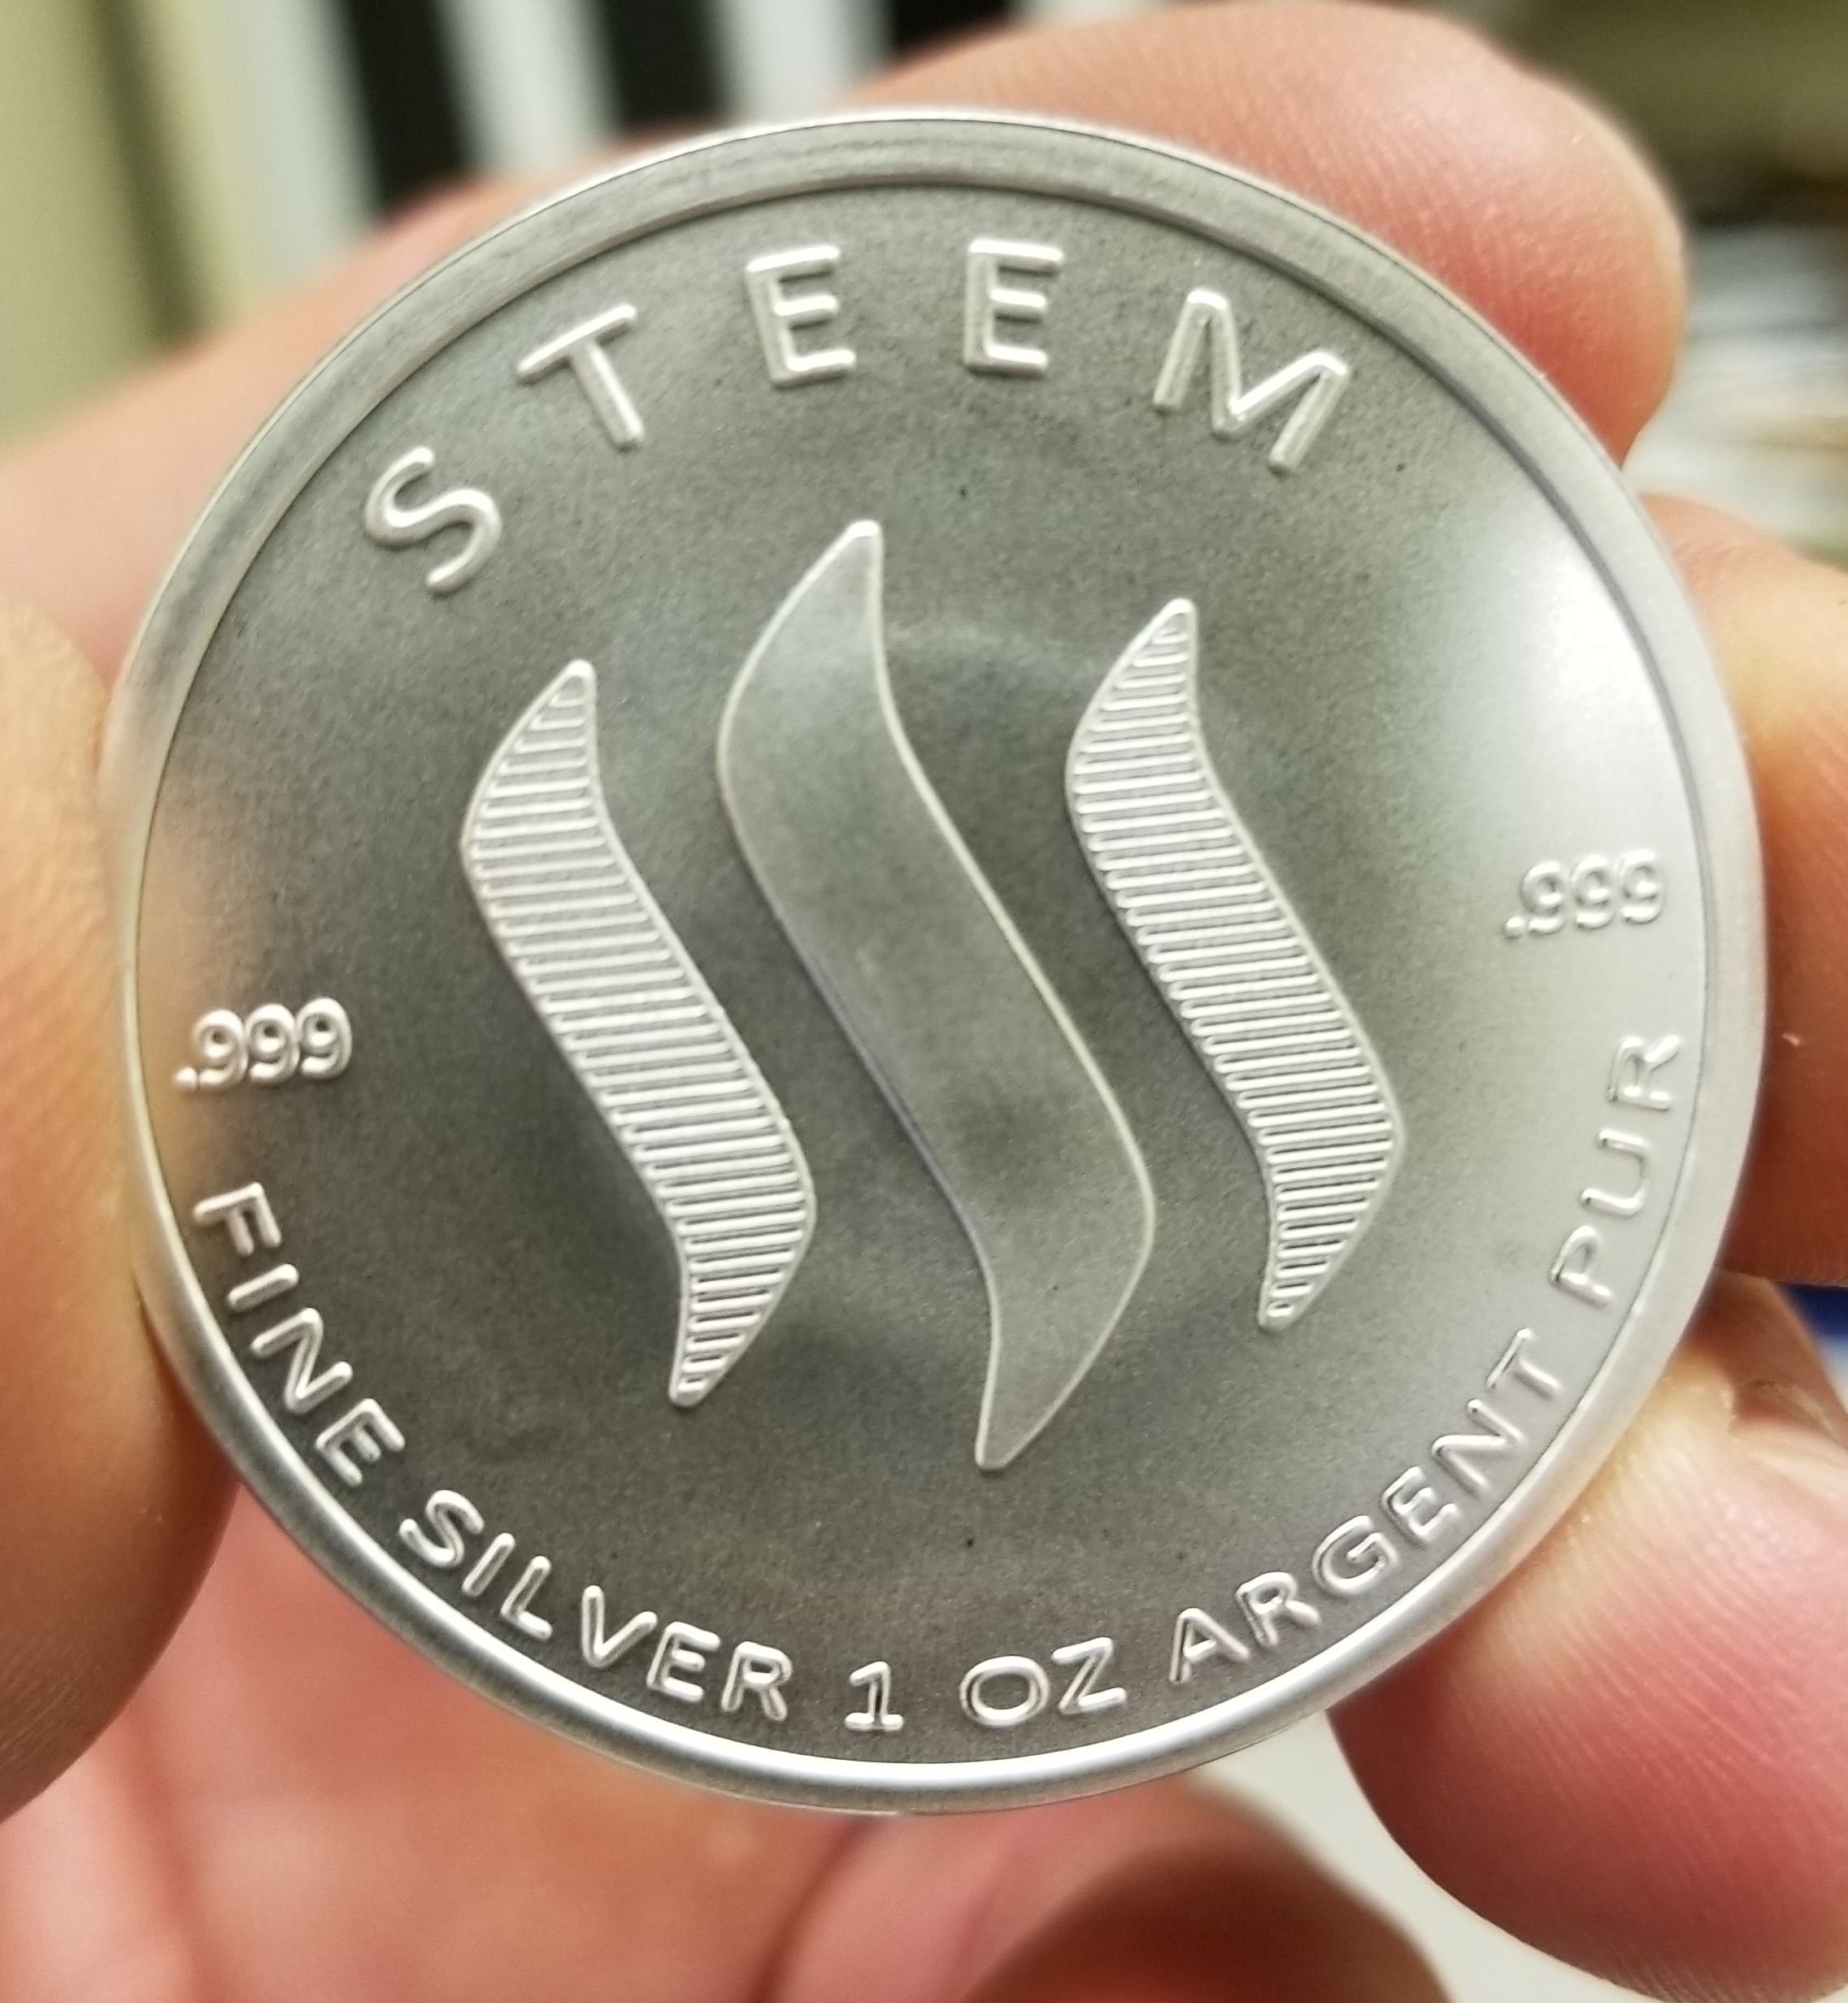 STEEM
.999
.999
FINE SILVER 1 OZ ARGENT PUR